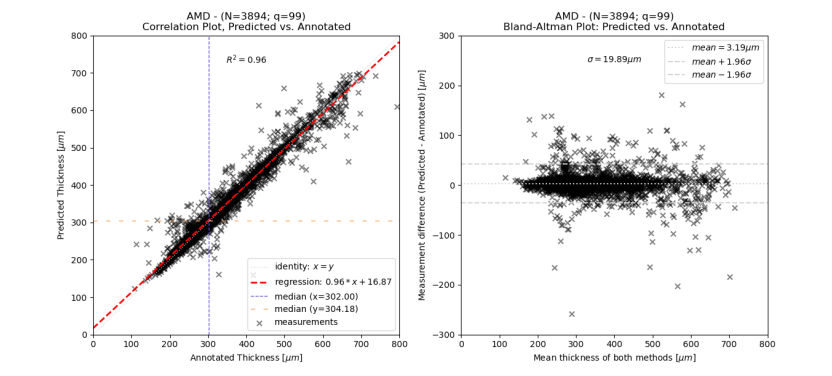 AMD - (N=3894; q=99)
Correlation Plot, Predicted vs. Annotated
R² = 0.96
Predicted Thickness [μm]
800
700
600
500
400
300
200
100
0
0 100 200 300 400 500 600 700 800
Annotated Thickness [μm]
identity: x = y
regression: 0.96 * x + 16.87
median (x=302.00)
median (y=304.18)
measurements
AMD - (N=3894; q=99)
Bland-Altman Plot: Predicted vs. Annotated
σ = 19.89μm
mean = 3.19μm
mean + 1.96σ
mean − 1.96σ
Measurement difference (Predicted - Annotated) [μm]
300
200
100
0
−100
−200
−300
0 100 200 300 400 500 600 700 800
Mean thickness of both methods [μm]